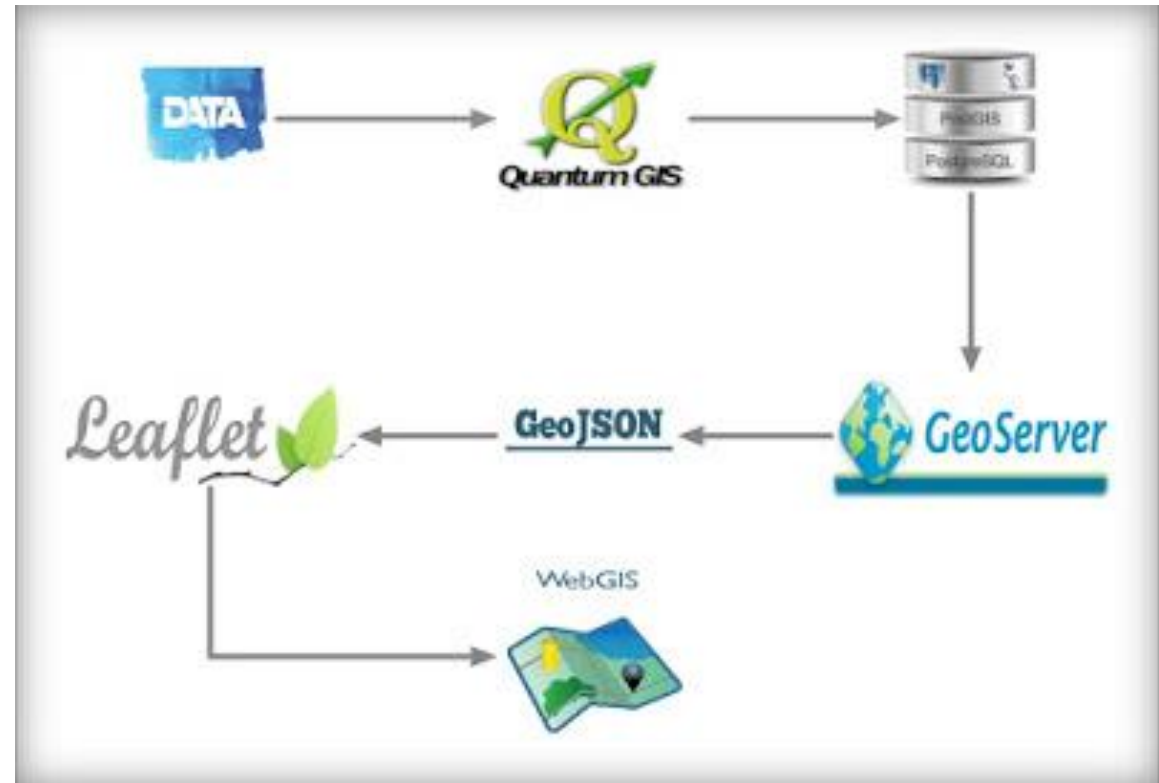 DATA
Quantum GIS
PostGIS
PostgreSQL
Leaflet
GeoJSON
GeoServer
WebGIS